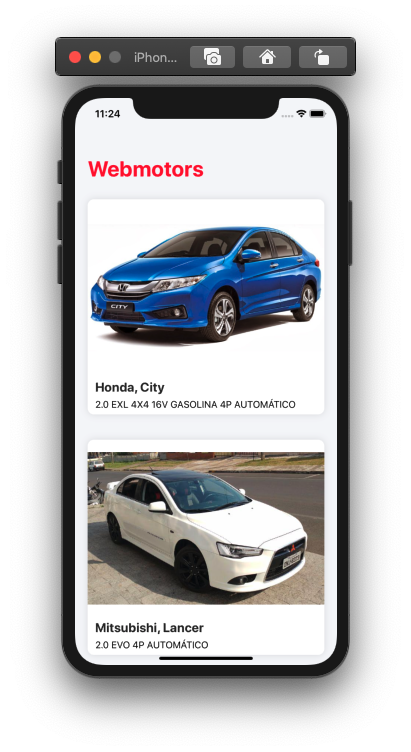 iPhon...
11:24
Webmotors
CITY
Honda, City
2.0 EXL 4X4 16V GASOLINA 4P AUTOMÁTICO
Mitsubishi, Lancer
2.0 EVO 4P AUTOMÁTICO